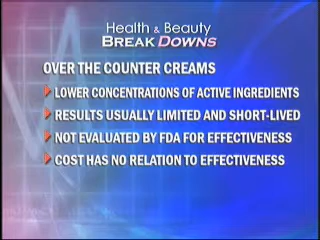 Health & Beauty
BREAK DOWNS
OVER THE COUNTER CREAMS
LOWER CONCENTRATIONS OF ACTIVE INGREDIENTS
RESULTS USUALLY LIMITED AND SHORT-LIVED
NOT EVALUATED BY FDA FOR EFFECTIVENESS
COST HAS NO RELATION TO EFFECTIVENESS